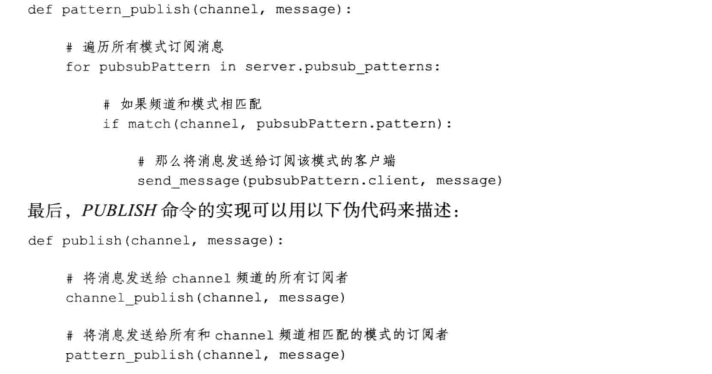 def pattern_publish(channel, message):
# 遍历所有模式订阅消息
for pubsubPattern in server.pubsub_patterns:
# 如果频道和模式相匹配
if match(channel, pubsubPattern.pattern):
# 那么将消息发送给订阅该模式的客户端
send_message(pubsubPattern.client, message)
最后，PUBLISH 命令的实现可以用以下伪代码来描述：
def publish(channel, message):
# 将消息发送给 channel 频道的所有订阅者
channel_publish(channel, message)
# 将消息发送给所有和 channel 频道相匹配的模式的订阅者
pattern_publish(channel, message)